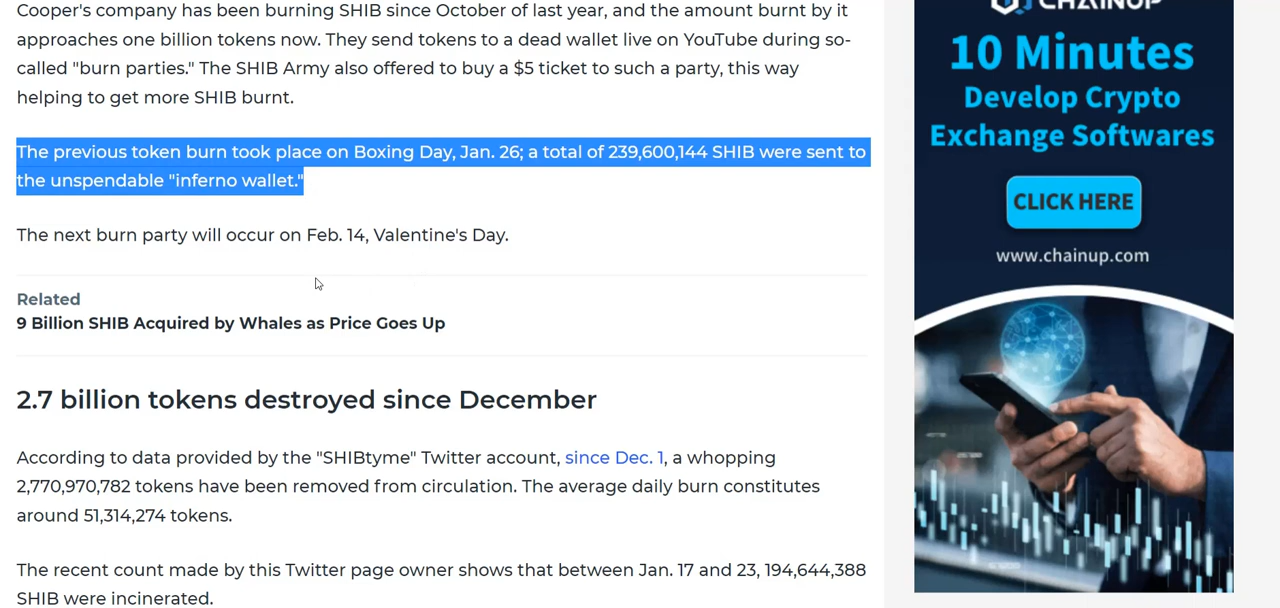 Cooper's company has been burning SHIB since October of last year, and the amount burnt by it
approaches one billion tokens now. They send tokens to a dead wallet live on YouTube during so-
called "burn parties." The SHIB Army also offered to buy a $5 ticket to such a party, this way
helping to get more SHIB burnt.
The previous token burn took place on Boxing Day, Jan. 26; a total of 239,600,144 SHIB were sent to
the unspendable "inferno wallet."
The next burn party will occur on Feb. 14, Valentine's Day.
Related
9 Billion SHIB Acquired by Whales as Price Goes Up
2.7 billion tokens destroyed since December
According to data provided by the "SHIBtyme" Twitter account, since Dec. 1, a whopping
2,770,970,782 tokens have been removed from circulation. The average daily burn constitutes
around 51,314,274 tokens.
The recent count made by this Twitter page owner shows that between Jan. 17 and 23, 194,644,388
SHIB were incinerated.
CHAINUP
10 Minutes
Develop Crypto
Exchange Softwares
CLICK HERE
www.chainup.com